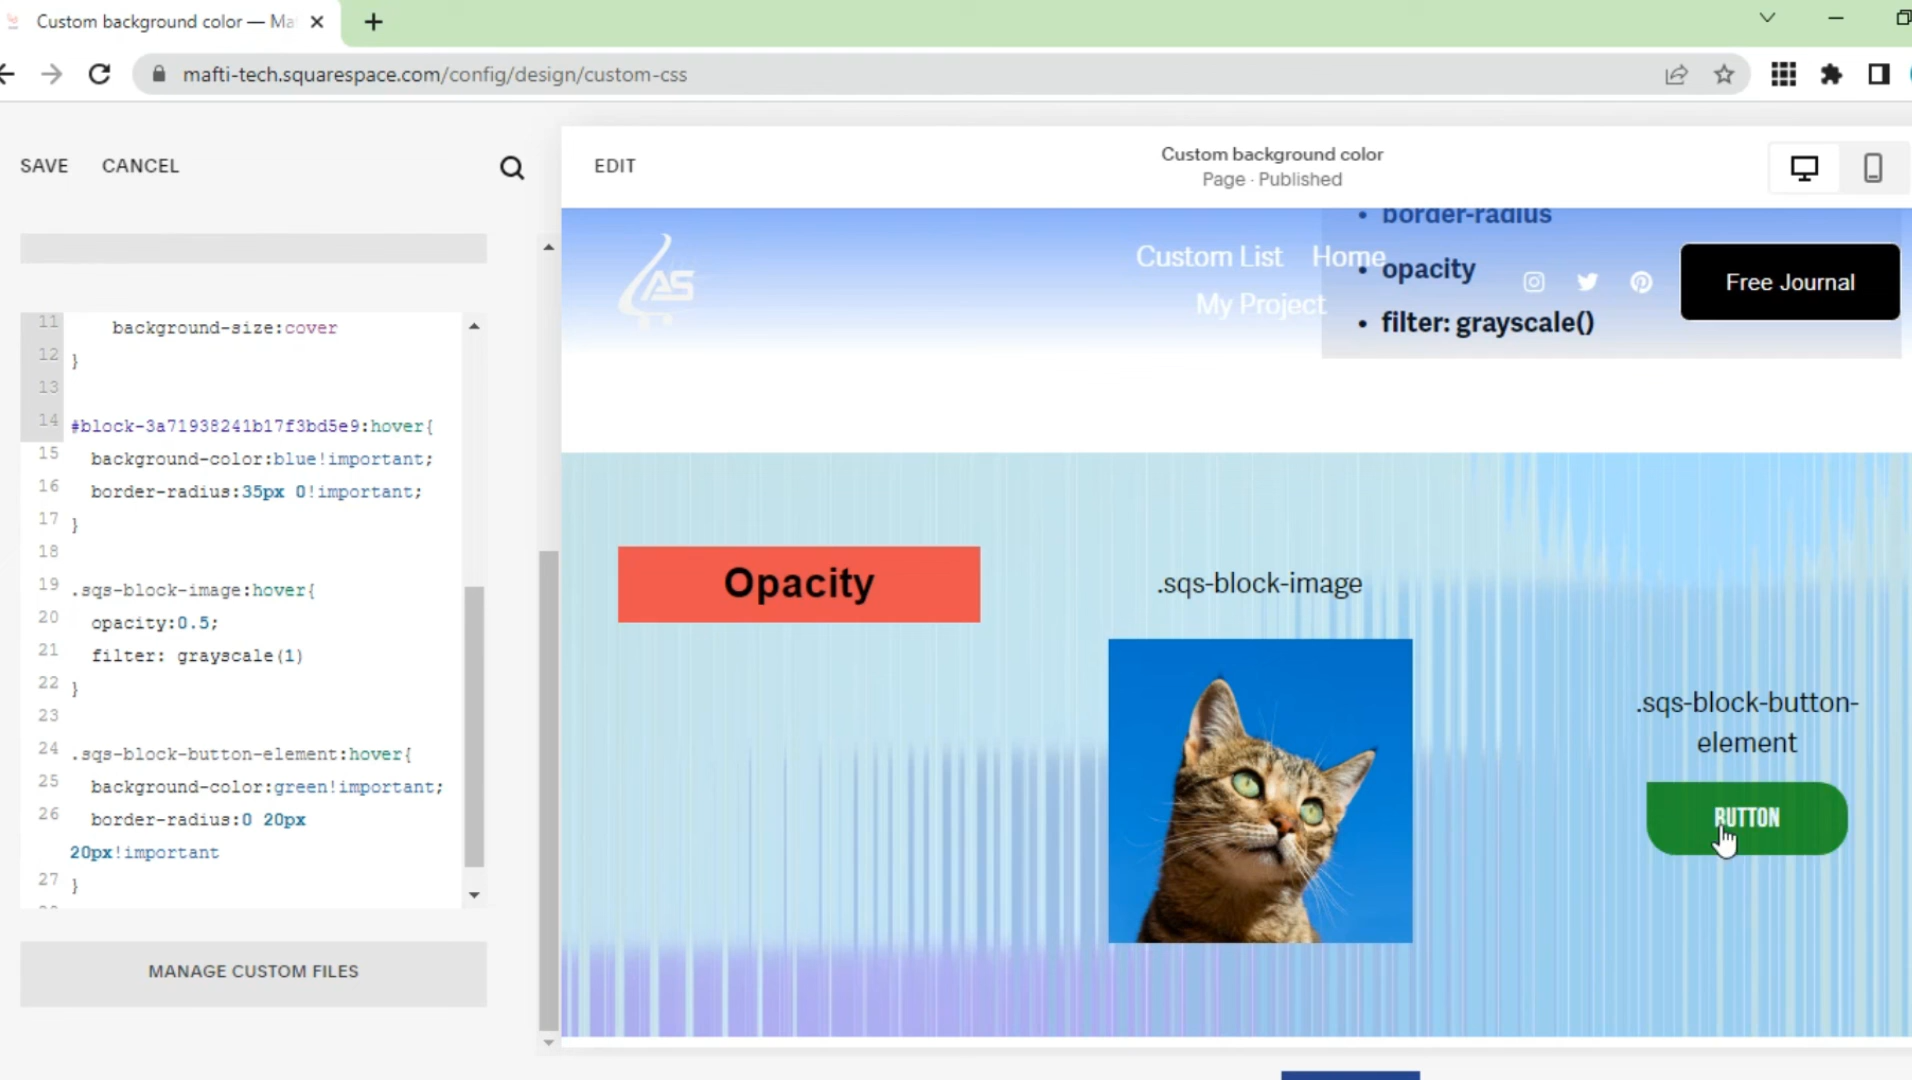 Custom background color — Ma
mafti-tech.squarespace.com/config/design/custom-css
SAVE
CANCEL
EDIT
Custom background color
Page · Published
11
background-size:cover
12
}
13
14
#block-3a71938241b17f3bd5e9:hover{
15
background-color:blue!important;
16
border-radius:35px 0!important;
17
}
18
19
.sqs-block-image:hover{
20
opacity:0.5;
21
filter: grayscale(1)
22
}
23
24
.sqs-block-button-element:hover{
25
background-color:green!important;
26
border-radius:0 20px
20px!important
27
}
MANAGE CUSTOM FILES
AS
Custom List
Home
My Project
• border-radius
• opacity
• filter: grayscale()
Free Journal
Opacity
.sqs-block-image
.sqs-block-button-
element
BUTTON